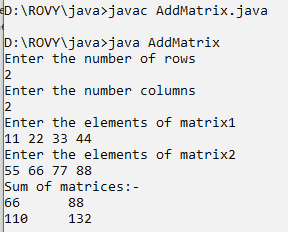 D:\ROVY\java>javac AddMatrix.java
D:\ROVY\java>java AddMatrix
Enter the number of rows
2
Enter the number columns
2
Enter the elements of matrix1
11 22 33 44
Enter the elements of matrix2
55 66 77 88
Sum of matrices:-
66 88
110 132